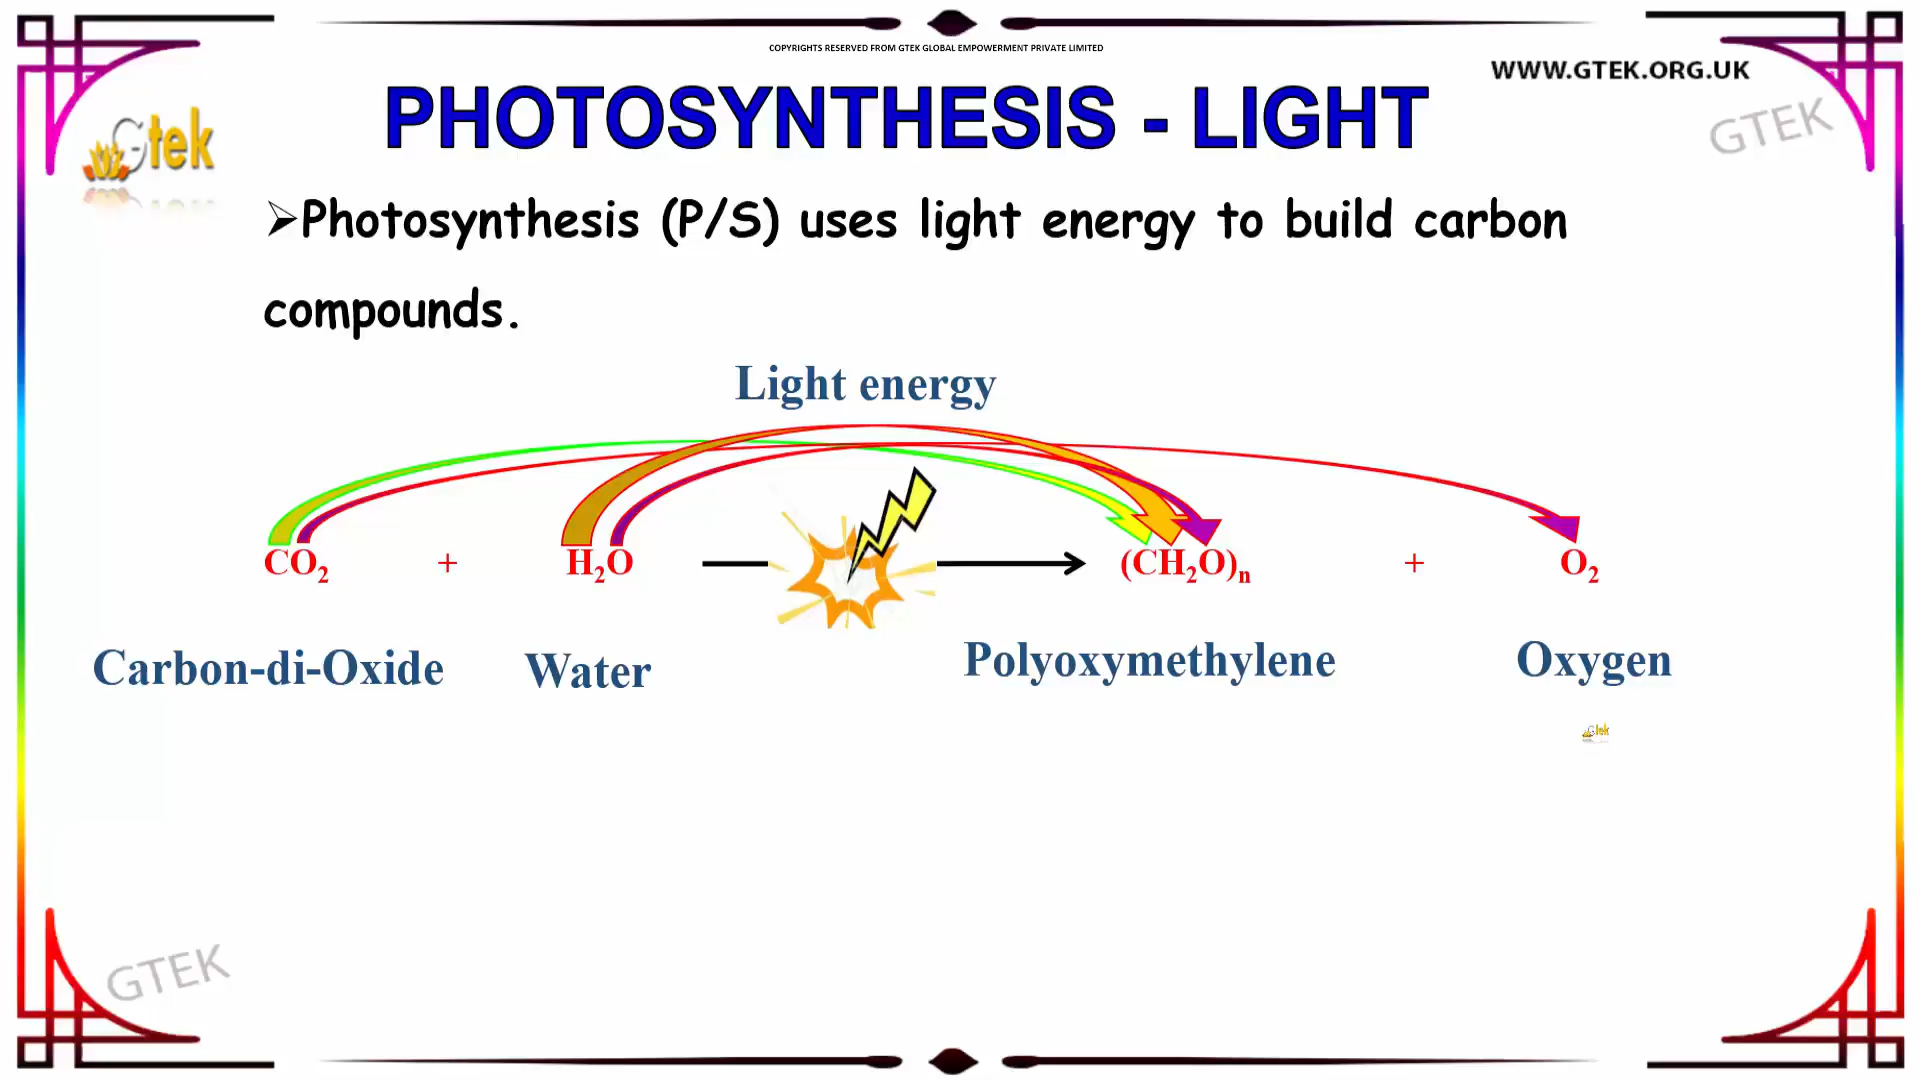 COPYRIGHTS RESERVED FROM GTEK GLOBAL EMPOWERMENT PRIVATE LIMITED
WWW.GTEK.ORG.UK
GTEK
Gtek
PHOTOSYNTHESIS - LIGHT
➢Photosynthesis (P/S) uses light energy to build carbon
compounds.
Light energy
CO₂ + H₂O (CH₂O)ₙ + O₂
Carbon-di-Oxide Water Polyoxymethylene Oxygen
Gtek
GTEK